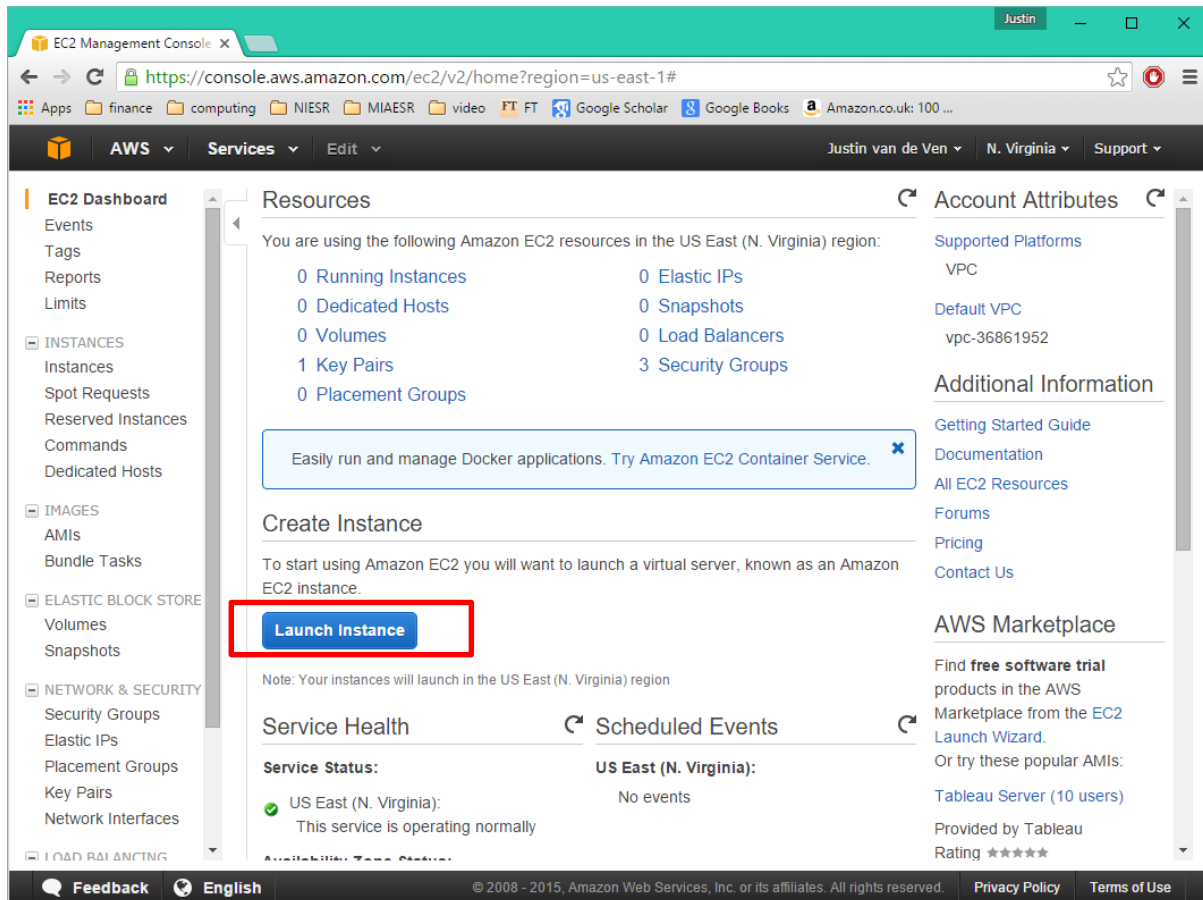 Justin
EC2 Management Console
https://console.aws.amazon.com/ec2/v2/home?region=us-east-1#
Apps finance computing NIESR MIAESR video FT FT Google Scholar Google Books Amazon.co.uk: 100 ...
AWS Services Edit Justin van de Ven N. Virginia Support
EC2 Dashboard
Events
Tags
Reports
Limits
INSTANCES
Instances
Spot Requests
Reserved Instances
Commands
Dedicated Hosts
IMAGES
AMIs
Bundle Tasks
ELASTIC BLOCK STORE
Volumes
Snapshots
NETWORK & SECURITY
Security Groups
Elastic IPs
Placement Groups
Key Pairs
Network Interfaces
LOAD BALANCING
Resources
You are using the following Amazon EC2 resources in the US East (N. Virginia) region:
0 Running Instances 0 Elastic IPs
0 Dedicated Hosts 0 Snapshots
0 Volumes 0 Load Balancers
1 Key Pairs 3 Security Groups
0 Placement Groups
Easily run and manage Docker applications. Try Amazon EC2 Container Service.
Create Instance
To start using Amazon EC2 you will want to launch a virtual server, known as an Amazon
EC2 instance.
Launch Instance
Note: Your instances will launch in the US East (N. Virginia) region
Service Health
Service Status:
US East (N. Virginia):
This service is operating normally
Availability Zone Status:
Scheduled Events
US East (N. Virginia):
No events
Account Attributes
Supported Platforms
VPC
Default VPC
vpc-36861952
Additional Information
Getting Started Guide
Documentation
All EC2 Resources
Forums
Pricing
Contact Us
AWS Marketplace
Find free software trial
products in the AWS
Marketplace from the EC2
Launch Wizard.
Or try these popular AMIs:
Tableau Server (10 users)
Provided by Tableau
Rating
Feedback English © 2008 - 2015, Amazon Web Services, Inc. or its affiliates. All rights reserved. Privacy Policy Terms of Use